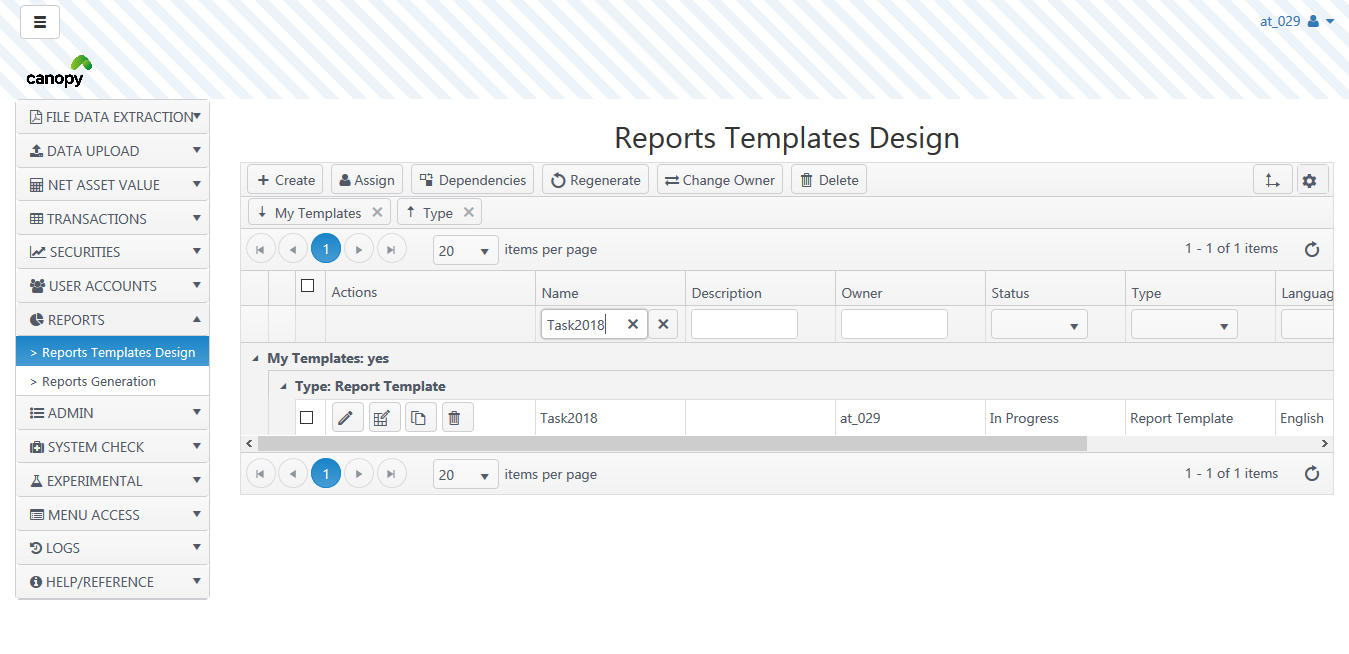 at_029
canopy
FILE DATA EXTRACTION
DATA UPLOAD
NET ASSET VALUE
TRANSACTIONS
SECURITIES
USER ACCOUNTS
REPORTS
> Reports Templates Design
> Reports Generation
ADMIN
SYSTEM CHECK
EXPERIMENTAL
MENU ACCESS
LOGS
HELP/REFERENCE
Reports Templates Design
Create Assign Dependencies Regenerate Change Owner Delete
My Templates Type
1 20 items per page 1 - 1 of 1 items
Actions Name Description Owner Status Type Languag
Task2018
My Templates: yes
Type: Report Template
Task2018 at_029 In Progress Report Template English
1 20 items per page 1 - 1 of 1 items